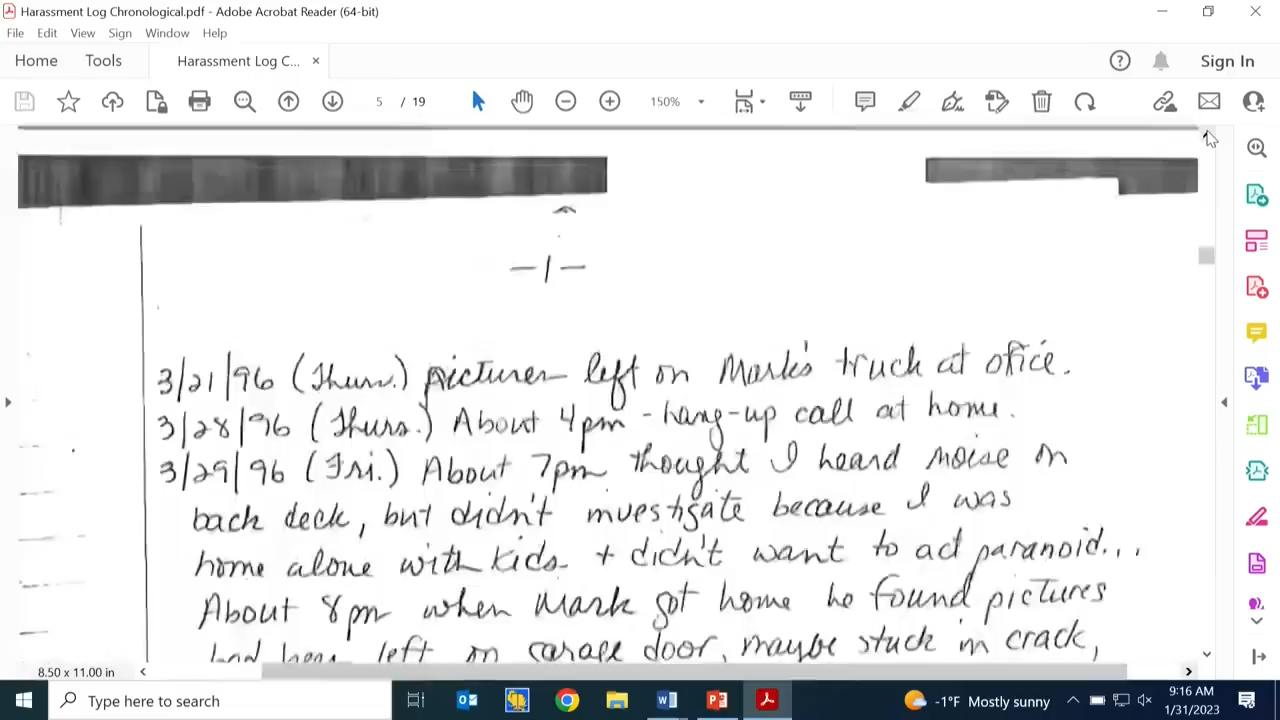 Harassment Log Chronological.pdf - Adobe Acrobat Reader (64-bit)
File Edit View Sign Window Help
Home Tools Harassment Log C... × Sign In
5 / 19 150%
-1-
3/21/96 (Thur.) pictures left on Mark's truck at office.
3/28/96 (Thurs.) About 4pm - hang-up call at home.
3/29/96 (Fri.) About 7pm thought I heard noise on
back deck, but didn't investigate because I was
home alone with kids + didn't want to act paranoid...
About 8pm when Mark got home he found pictures
had been left on garage door, maybe stuck in crack,
8.50 x 11.00 in
Type here to search
-1°F Mostly sunny
9:16 AM
1/31/2023